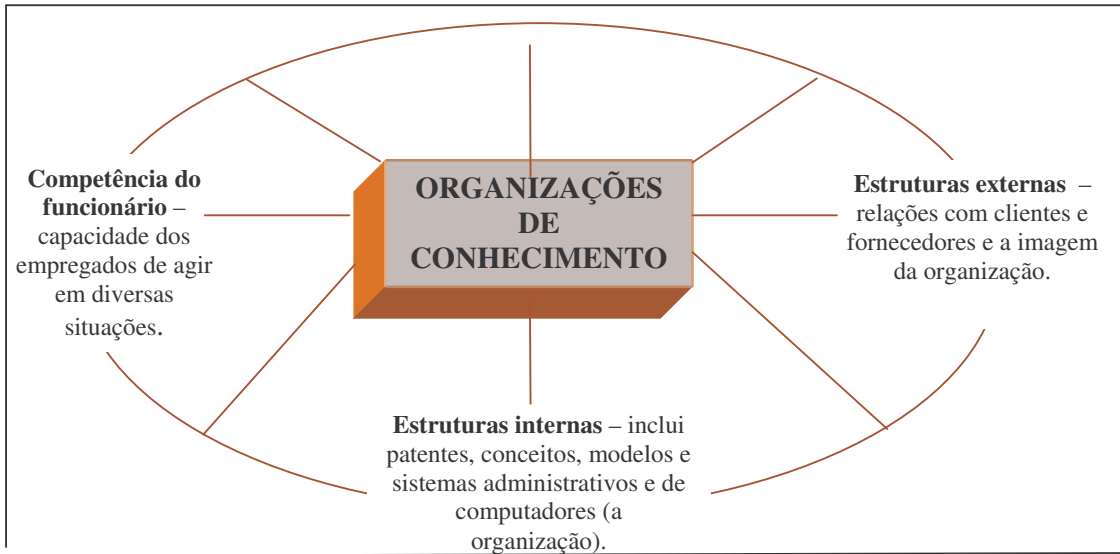 Competência do
funcionário –
capacidade dos
empregados de agir
em diversas
situações.
ORGANIZAÇÕES
DE
CONHECIMENTO
Estruturas externas –
relações com clientes e
fornecedores e a imagem
da organização.
Estruturas internas – inclui
patentes, conceitos, modelos e
sistemas administrativos e de
computadores (a
organização).